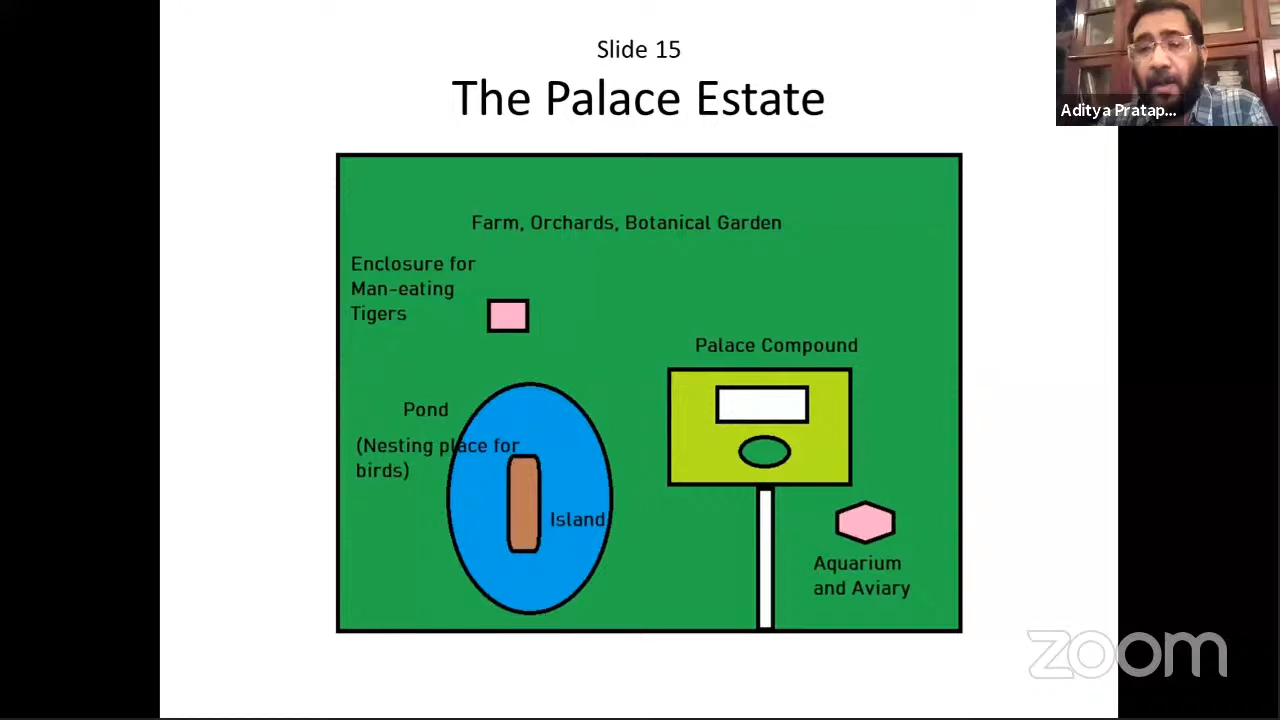 Slide 15
The Palace Estate
Aditya Pratap...
Farm, Orchards, Botanical Garden
Enclosure for
Man-eating
Tigers
Palace Compound
Pond
(Nesting place for
birds)
Island
Aquarium
and Aviary
zoom